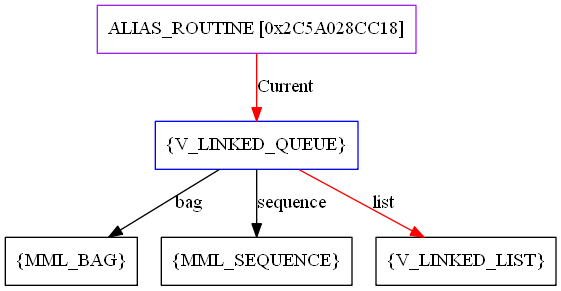 ALIAS_ROUTINE [0x2C5A028CC18]
Current
{V_LINKED_QUEUE}
bag
sequence
list
{MML_BAG}
{MML_SEQUENCE}
{V_LINKED_LIST}